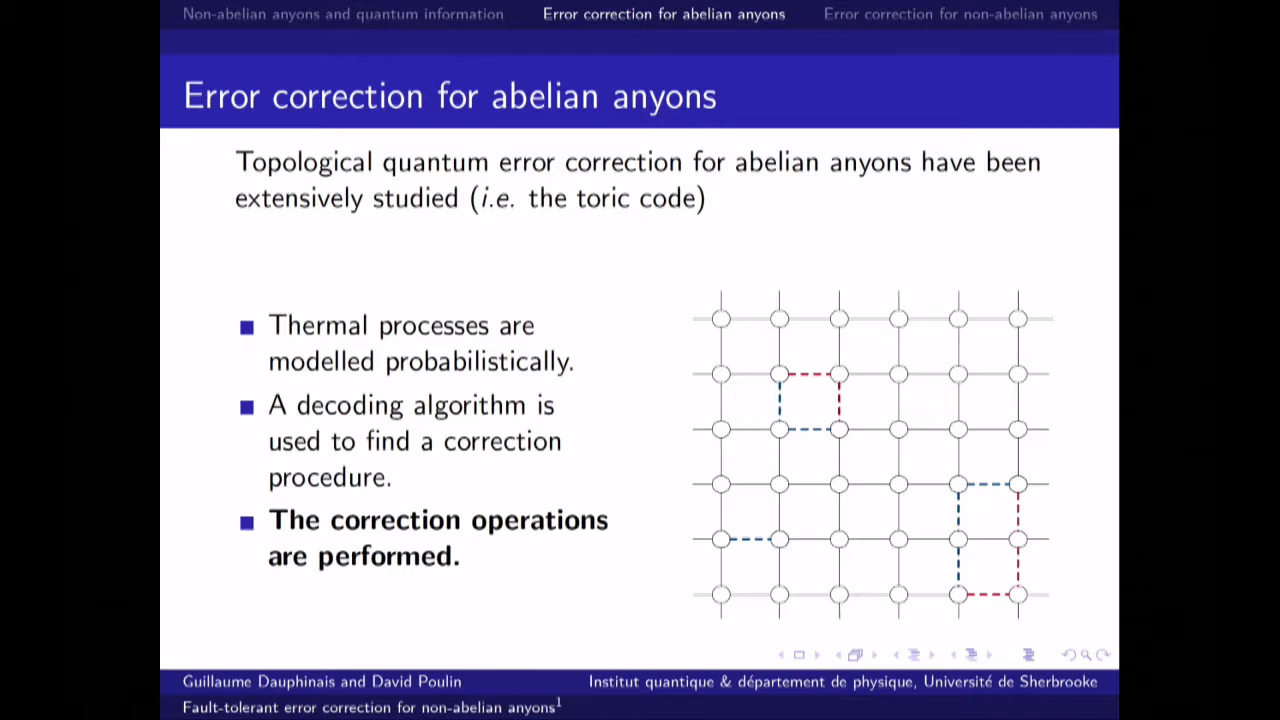 Non-abelian anyons and quantum information Error correction for abelian anyons Error correction for non-abelian anyons
Error correction for abelian anyons
Topological quantum error correction for abelian anyons have been
extensively studied (i.e. the toric code)
■ Thermal processes are
modelled probabilistically.
■ A decoding algorithm is
used to find a correction
procedure.
■ The correction operations
are performed.
Guillaume Dauphinais and David Poulin Institut quantique & département de physique, Université de Sherbrooke
Fault-tolerant error correction for non-abelian anyons¹